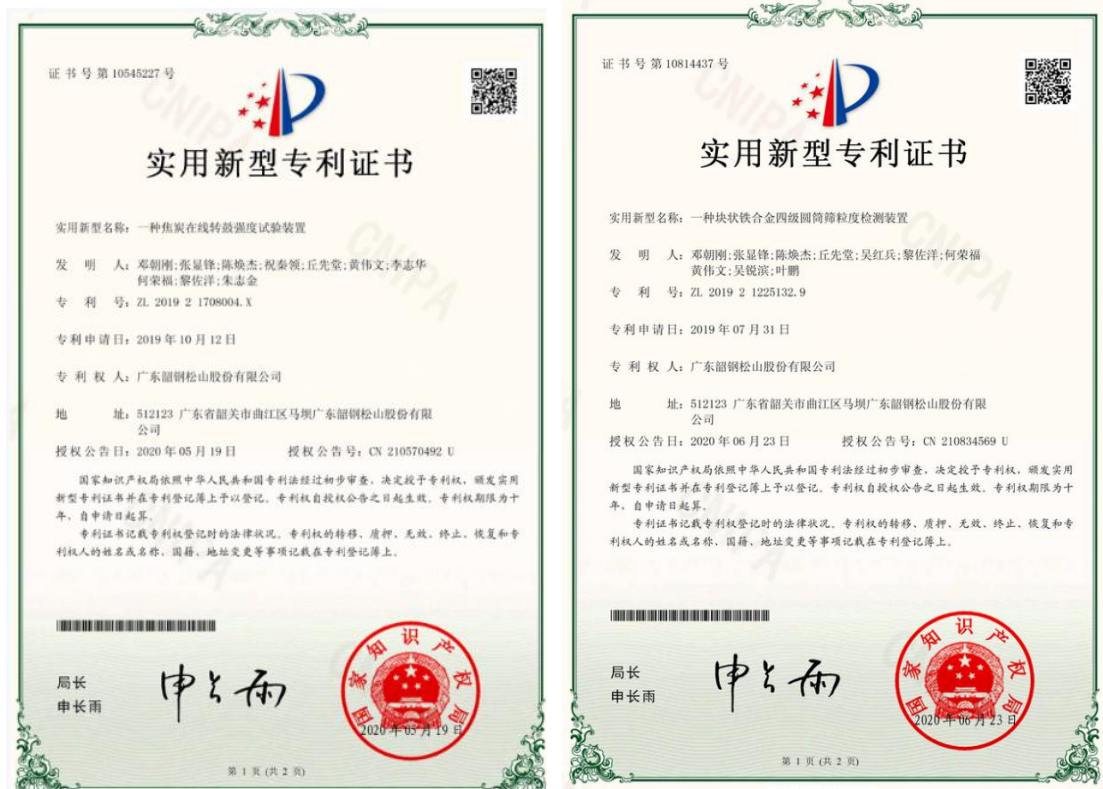 证书号第10545227号
实用新型专利证书
实用新型名称：一种焦炭在线转鼓强度试验装置
发明人：邓朝刚;张显锋;陈焕杰;祝秦领;丘先堂;黄伟文;李志华
何荣福;黎佐洋;朱志金
专利号：ZL 2019 2 1708004.X
专利申请日：2019年10月12日
专利权人：广东韶钢松山股份有限公司
地址：512123 广东省韶关市曲江区马坝广东韶钢松山股份有限
公司
授权公告日：2020年05月19日 授权公告号：CN 210570492 U
国家知识产权局依照中华人民共和国专利法经过初步审查，决定授予专利权，颁发实用
新型专利证书并在专利登记簿上予以登记。专利权自授权公告之日起生效。专利权期限为十
年，自申请日起算。
专利证书记载专利权登记时的法律状况。专利权的转移、质押、无效、终止、恢复和专
利权人的姓名或名称、国籍、地址变更等事项记载在专利登记簿上。
局长
申长雨
申长雨
国家知识产权局
2020年05月19日
第1页(共2页)
证书号第10814437号
实用新型专利证书
实用新型名称：一种块状铁合金四级圆筒筛粒度检测装置
发明人：邓朝刚;张显锋;陈焕杰;丘先堂;吴红兵;黎佐洋;何荣福
黄伟文;吴锐滨;叶鹏
专利号：ZL 2019 2 1225132.9
专利申请日：2019年07月31日
专利权人：广东韶钢松山股份有限公司
地址：512123 广东省韶关市曲江区马坝广东韶钢松山股份有限
公司
授权公告日：2020年06月23日 授权公告号：CN 210834569 U
国家知识产权局依照中华人民共和国专利法经过初步审查，决定授予专利权，颁发实用
新型专利证书并在专利登记簿上予以登记。专利权自授权公告之日起生效。专利权期限为十
年，自申请日起算。
专利证书记载专利权登记时的法律状况。专利权的转移、质押、无效、终止、恢复和专
利权人的姓名或名称、国籍、地址变更等事项记载在专利登记簿上。
局长
申长雨
申长雨
国家知识产权局
2020年06月23日
第1页(共2页)
CNIPA